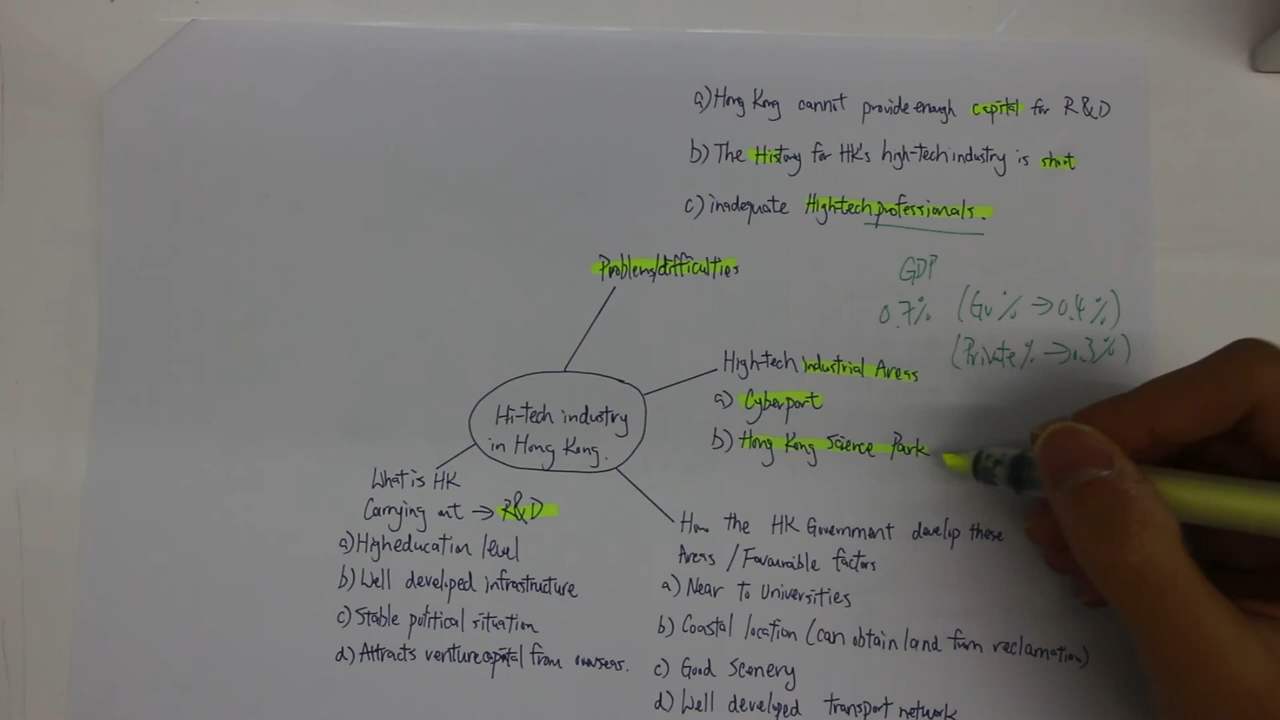 a) Hong Kong cannot provide enough capital for R&D
b) The History for HK's high-tech industry is short
c) inadequate High tech professionals.
Problems/difficulties
GDP
0.7% (Gv % → 0.4%)
(Private % → 0.3%)
High-tech industrial Areas
a) Cyberport
b) Hong Kong Science Park
Hi-tech industry
in Hong Kong.
What is HK
Carrying out → R&D
a) High education level
b) Well developed infrastructure
c) Stable political situation
d) Attracts venture capital from overseas.
How the HK Government develop these
Areas / Favourable factors
a) Near to Universities
b) Coastal location (can obtain land from reclamation)
c) Good Scenery
d) Well developed transport network